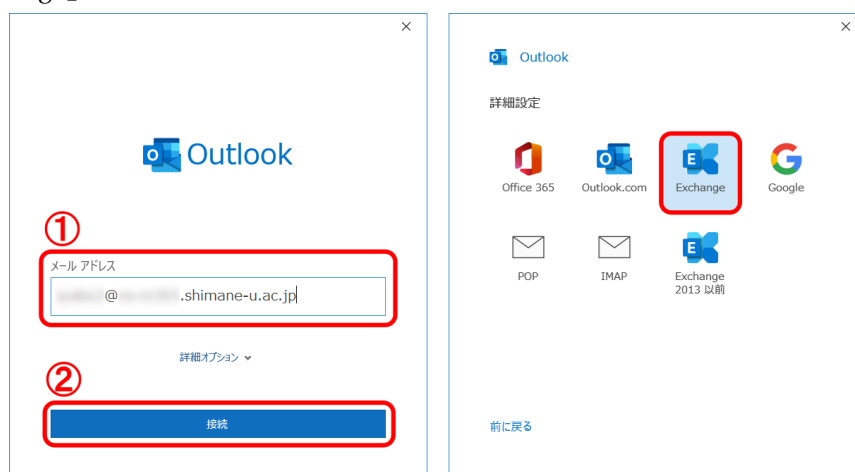 ×
Outlook
①
メール アドレス
@ .shimane-u.ac.jp
詳細オプション
②
接続
×
Outlook
詳細設定
Office 365 Outlook.com Exchange Google
POP IMAP Exchange
2013 以前
前に戻る